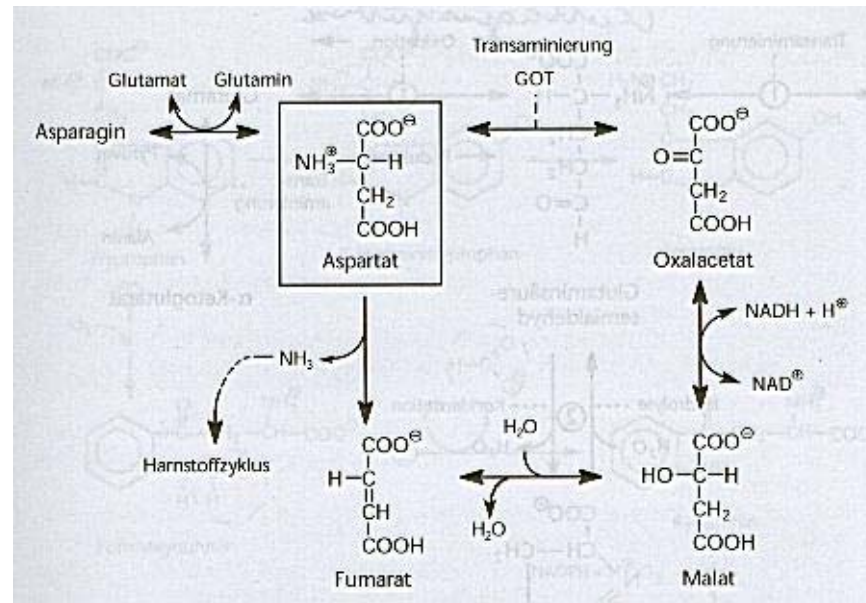 Transaminierung
GOT
Glutamat Glutamin
Asparagin
COO⊖
NH₃⊕–C–H
CH₂
COOH
Aspartat
COO⊖
O=C
CH₂
COOH
Oxalacetat
NADH + H⊕
NAD⊕
NH₃
Harnstoffzyklus
COO⊖
H–C
CH
COOH
Fumarat
H₂O
H₂O
COO⊖
HO–C–H
CH₂
COOH
Malat